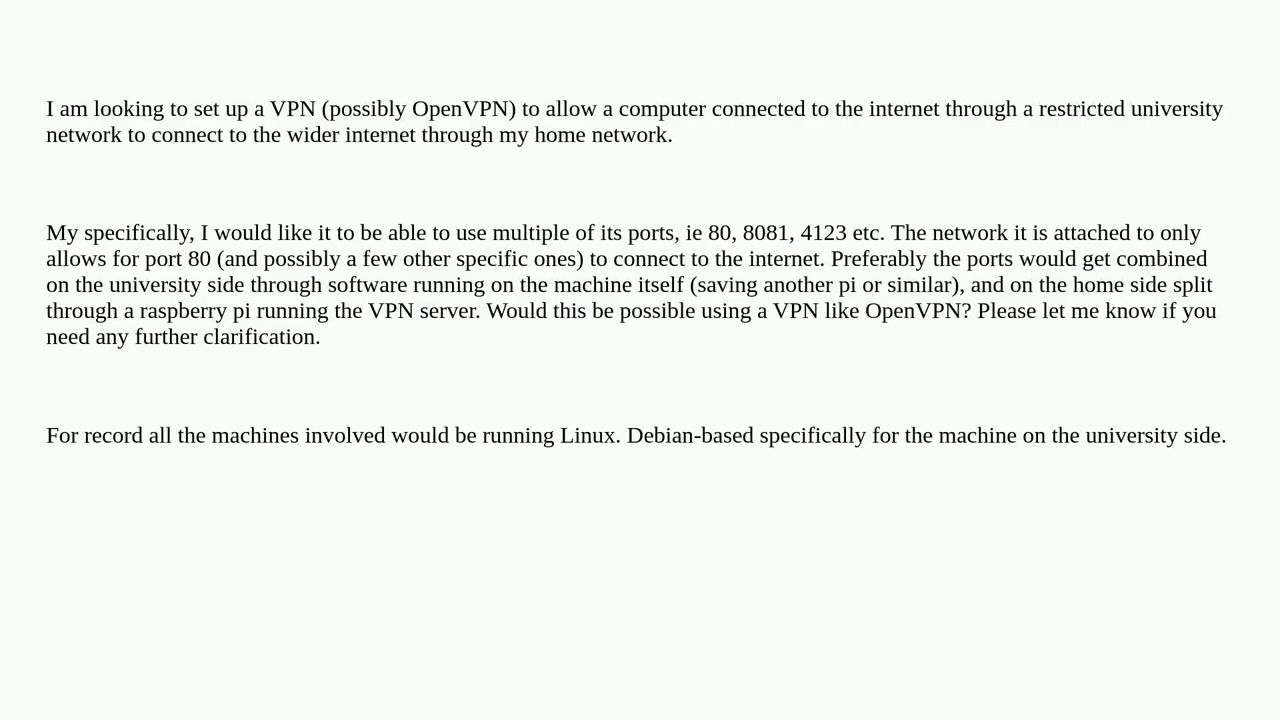 I am looking to set up a VPN (possibly OpenVPN) to allow a computer connected to the internet through a restricted university
network to connect to the wider internet through my home network.
My specifically, I would like it to be able to use multiple of its ports, ie 80, 8081, 4123 etc. The network it is attached to only
allows for port 80 (and possibly a few other specific ones) to connect to the internet. Preferably the ports would get combined
on the university side through software running on the machine itself (saving another pi or similar), and on the home side split
through a raspberry pi running the VPN server. Would this be possible using a VPN like OpenVPN? Please let me know if you
need any further clarification.
For record all the machines involved would be running Linux. Debian-based specifically for the machine on the university side.